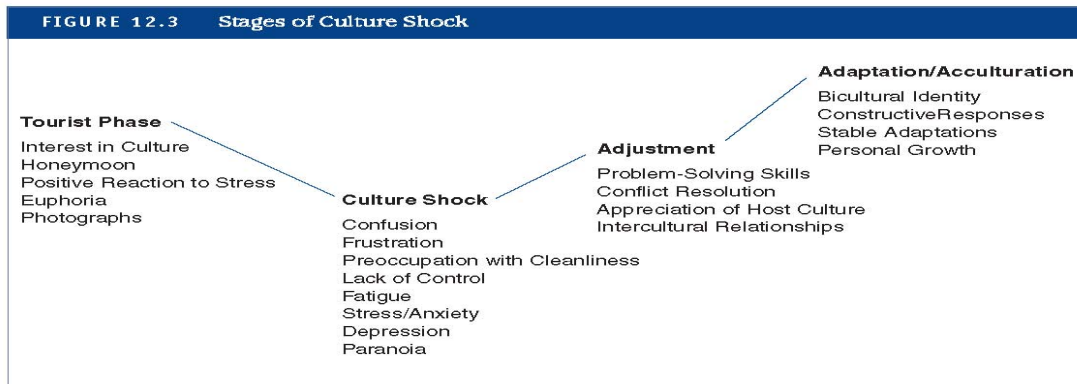 FIGURE 12.3 Stages of Culture Shock
Tourist Phase
Interest in Culture
Honeymoon
Positive Reaction to Stress
Euphoria
Photographs
Culture Shock
Confusion
Frustration
Preoccupation with Cleanliness
Lack of Control
Fatigue
Stress/Anxiety
Depression
Paranoia
Adjustment
Problem-Solving Skills
Conflict Resolution
Appreciation of Host Culture
Intercultural Relationships
Adaptation/Acculturation
Bicultural Identity
ConstructiveResponses
Stable Adaptations
Personal Growth